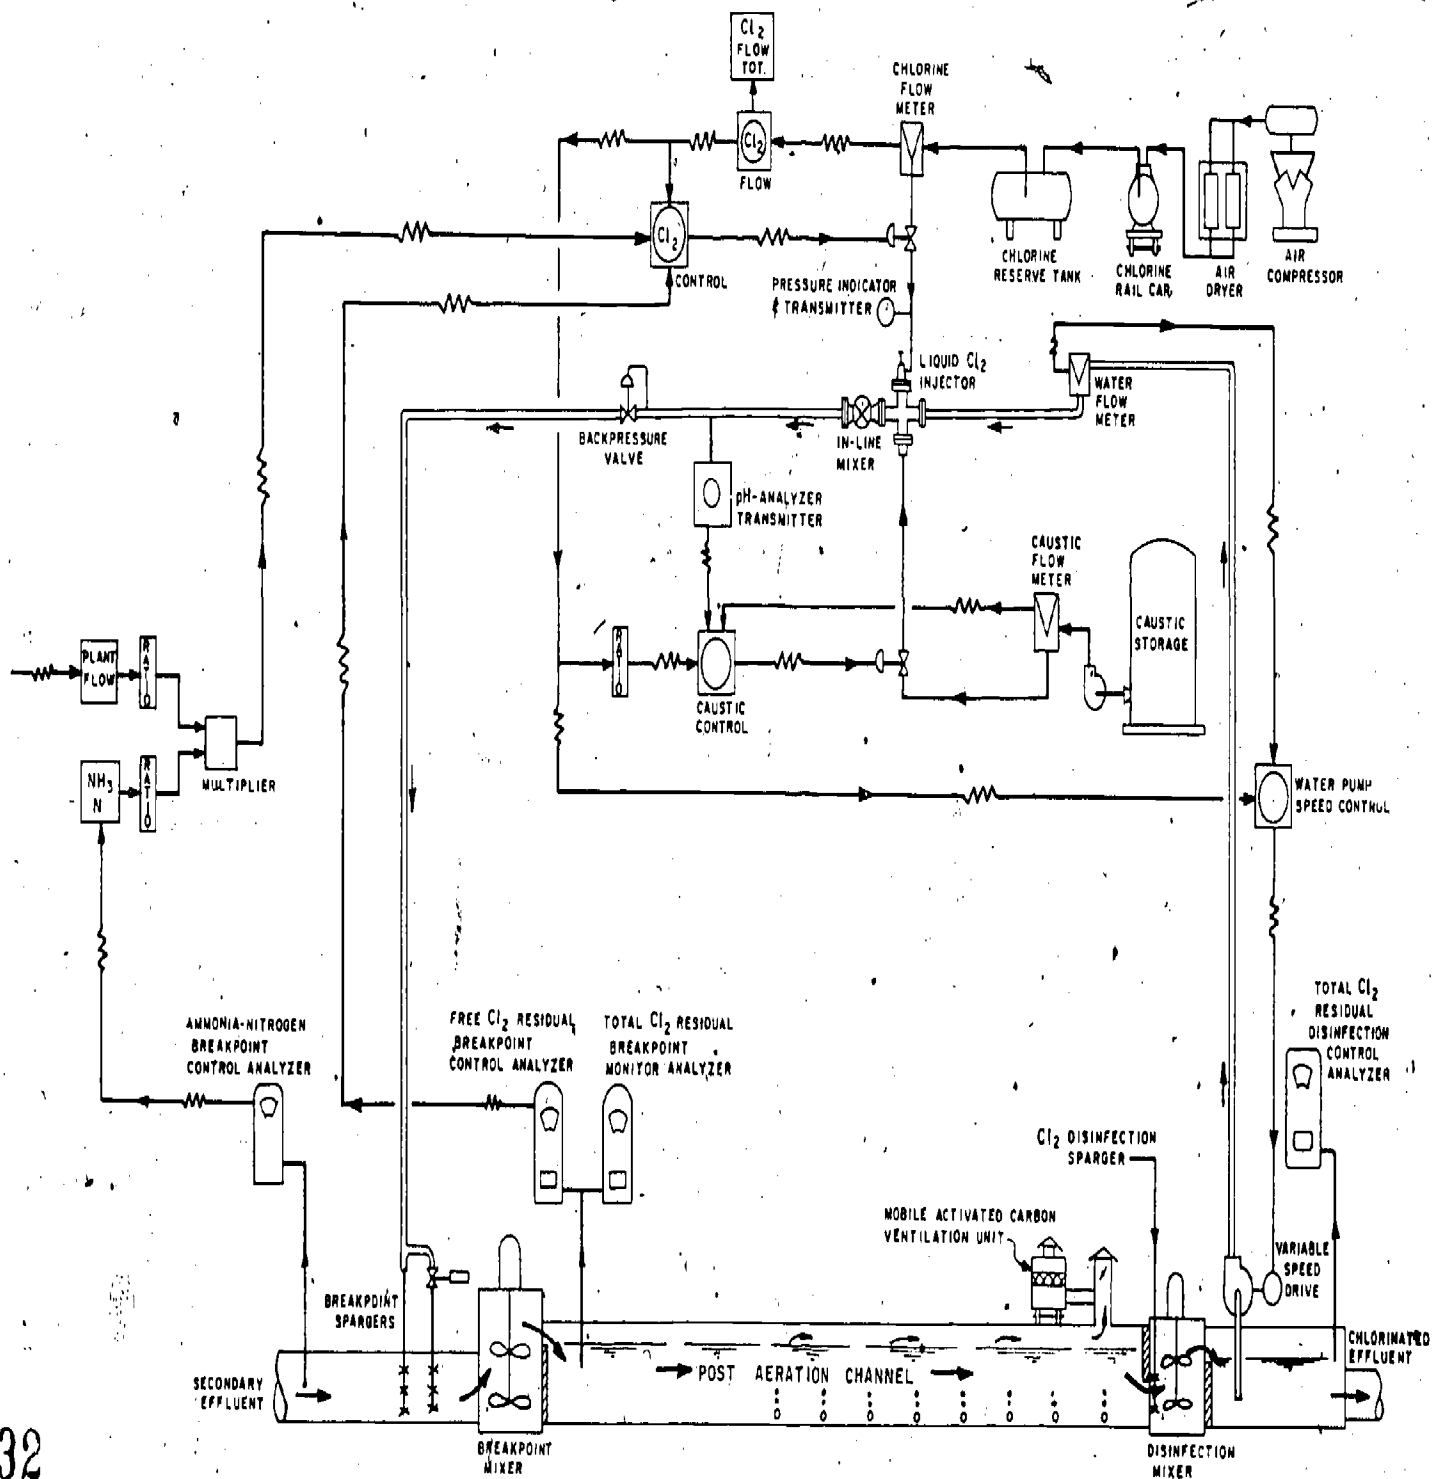 Cl2
FLOW
TOT.
CHLORINE
FLOW
METER
Cl2
FLOW
Cl2
CONTROL
CHLORINE
RESERVE TANK
CHLORINE
RAIL CAR
AIR
DRYER
AIR
COMPRESSOR
PRESSURE INDICATOR
& TRANSMITTER
LIQUID Cl2
INJECTOR
WATER
FLOW
METER
BACKPRESSURE
VALVE
IN-LINE
MIXER
pH-ANALYZER
TRANSMITTER
CAUSTIC
FLOW
METER
CAUSTIC
STORAGE
PLANT
FLOW
RATIO
RATIO
CAUSTIC
CONTROL
NH3
N
RATIO
MULTIPLIER
WATER PUMP
SPEED CONTROL
AMMONIA-NITROGEN
BREAKPOINT
CONTROL ANALYZER
FREE Cl2 RESIDUAL
BREAKPOINT
CONTROL ANALYZER
TOTAL Cl2 RESIDUAL
BREAKPOINT
MONITOR ANALYZER
TOTAL Cl2
RESIDUAL
DISINFECTION
CONTROL
ANALYZER
Cl2 DISINFECTION
SPARGER
MOBILE ACTIVATED CARBON
VENTILATION UNIT
VARIABLE
SPEED
DRIVE
BREAKPOINT
SPARGERS
CHLORINATED
EFFLUENT
SECONDARY
EFFLUENT
POST AERATION CHANNEL
BREAKPOINT
MIXER
DISINFECTION
MIXER
32